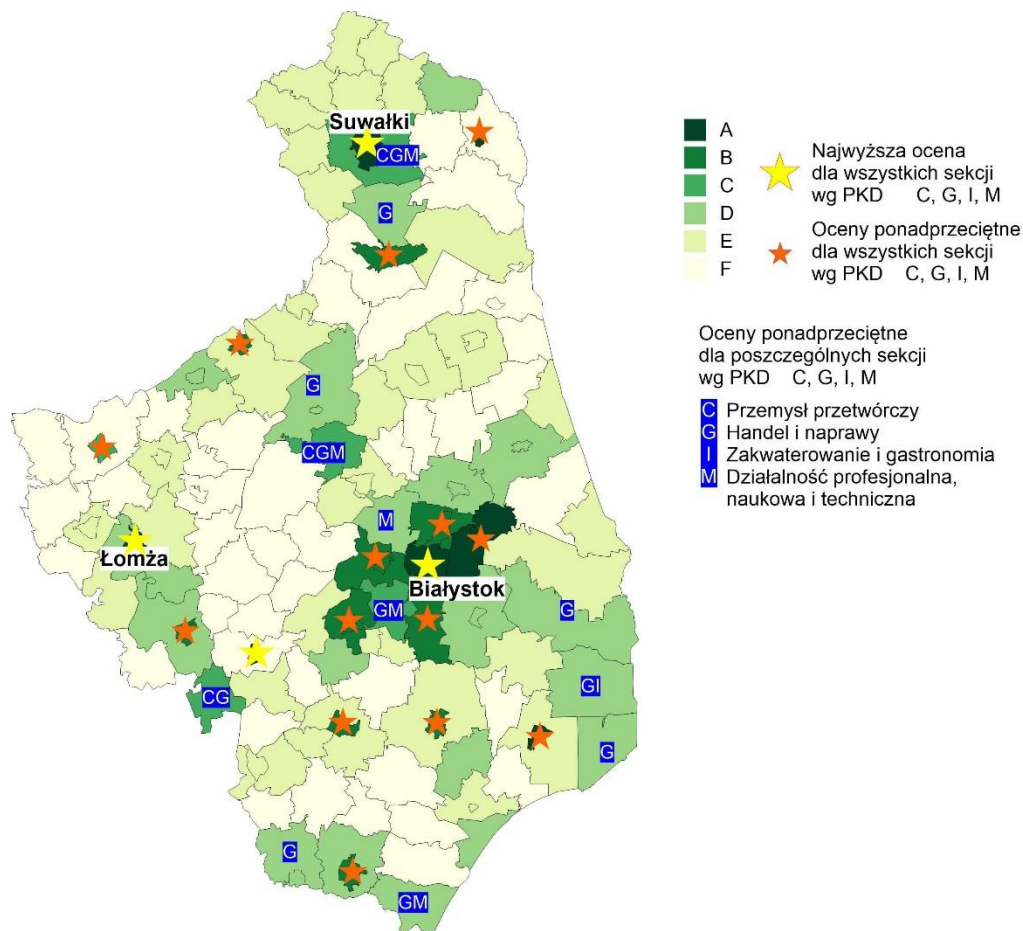 Suwałki
CGM
G
G
CGM
M
Łomża
Białystok
GM
G
CG
GI
G
G
GM
A
B
C
D
E
F
Najwyższa ocena
dla wszystkich sekcji
wg PKD C, G, I, M
Oceny ponadprzeciętne
dla wszystkich sekcji
wg PKD C, G, I, M
Oceny ponadprzeciętne
dla poszczególnych sekcji
wg PKD C, G, I, M
C Przemysł przetwórczy
G Handel i naprawy
I Zakwaterowanie i gastronomia
M Działalność profesjonalna,
naukowa i techniczna